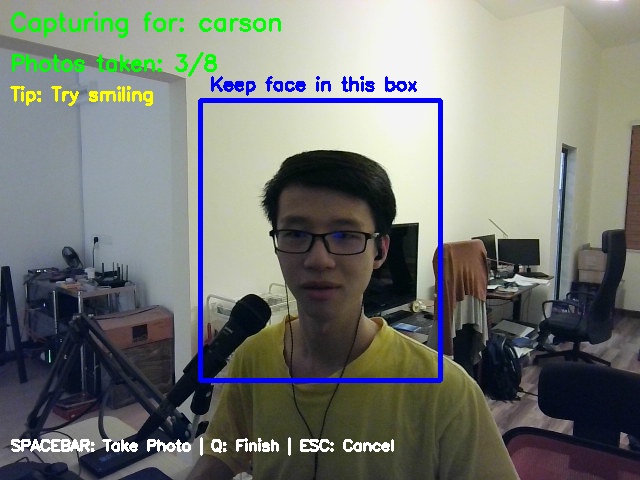 Capturing for: carson
Photos taken: 3/8
Tip: Try smiling
Keep face in this box
SPACEBAR: Take Photo | Q: Finish | ESC: Cancel